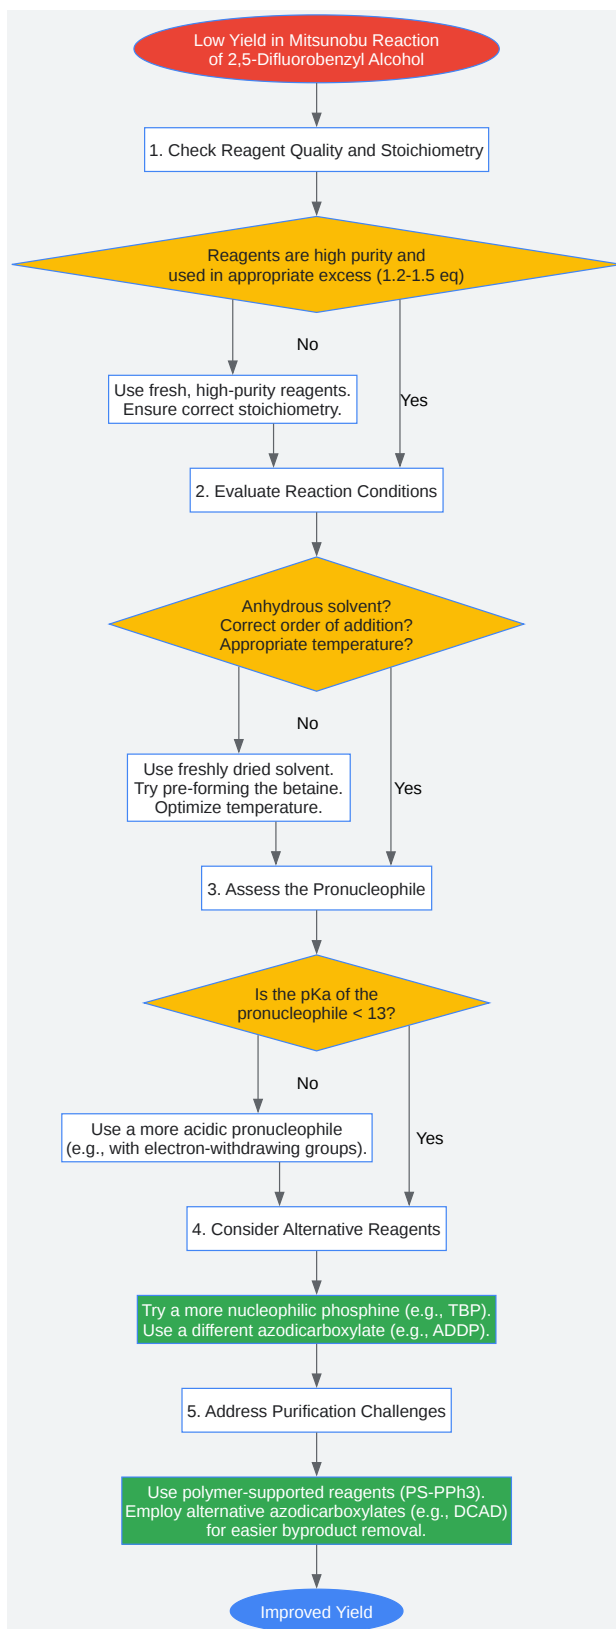 Low Yield in Mitsunobu Reaction
of 2,5-Difluorobenzyl Alcohol
1. Check Reagent Quality and Stoichiometry
Reagents are high purity and
used in appropriate excess (1.2-1.5 eq)
No
Use fresh, high-purity reagents.
Ensure correct stoichiometry.
Yes
2. Evaluate Reaction Conditions
Anhydrous solvent?
Correct order of addition?
Appropriate temperature?
No
Use freshly dried solvent.
Try pre-forming the betaine.
Optimize temperature.
Yes
3. Assess the Pronucleophile
Is the pKa of the
pronucleophile < 13?
No
Use a more acidic pronucleophile
(e.g., with electron-withdrawing groups).
Yes
4. Consider Alternative Reagents
Try a more nucleophilic phosphine (e.g., TBP).
Use a different azodicarboxylate (e.g., ADDP).
5. Address Purification Challenges
Use polymer-supported reagents (PS-PPh3).
Employ alternative azodicarboxylates (e.g., DCAD)
for easier byproduct removal.
Improved Yield